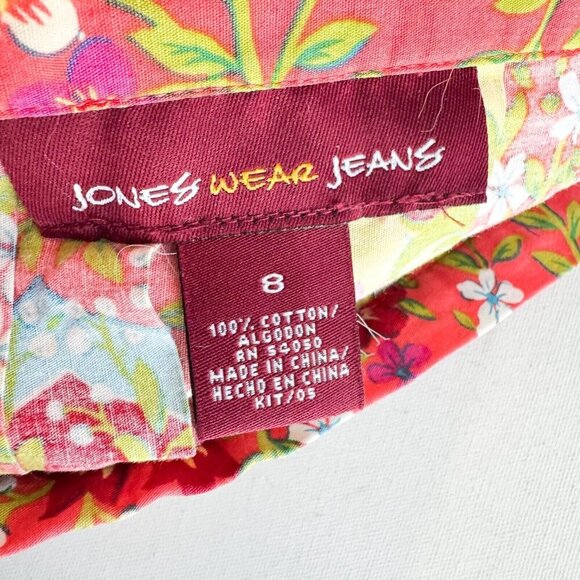 JONES WEAR JEANS
8
100% COTTON/
ALGODON
RN 54050
MADE IN CHINA/
HECHO EN CHINA
KIT/05